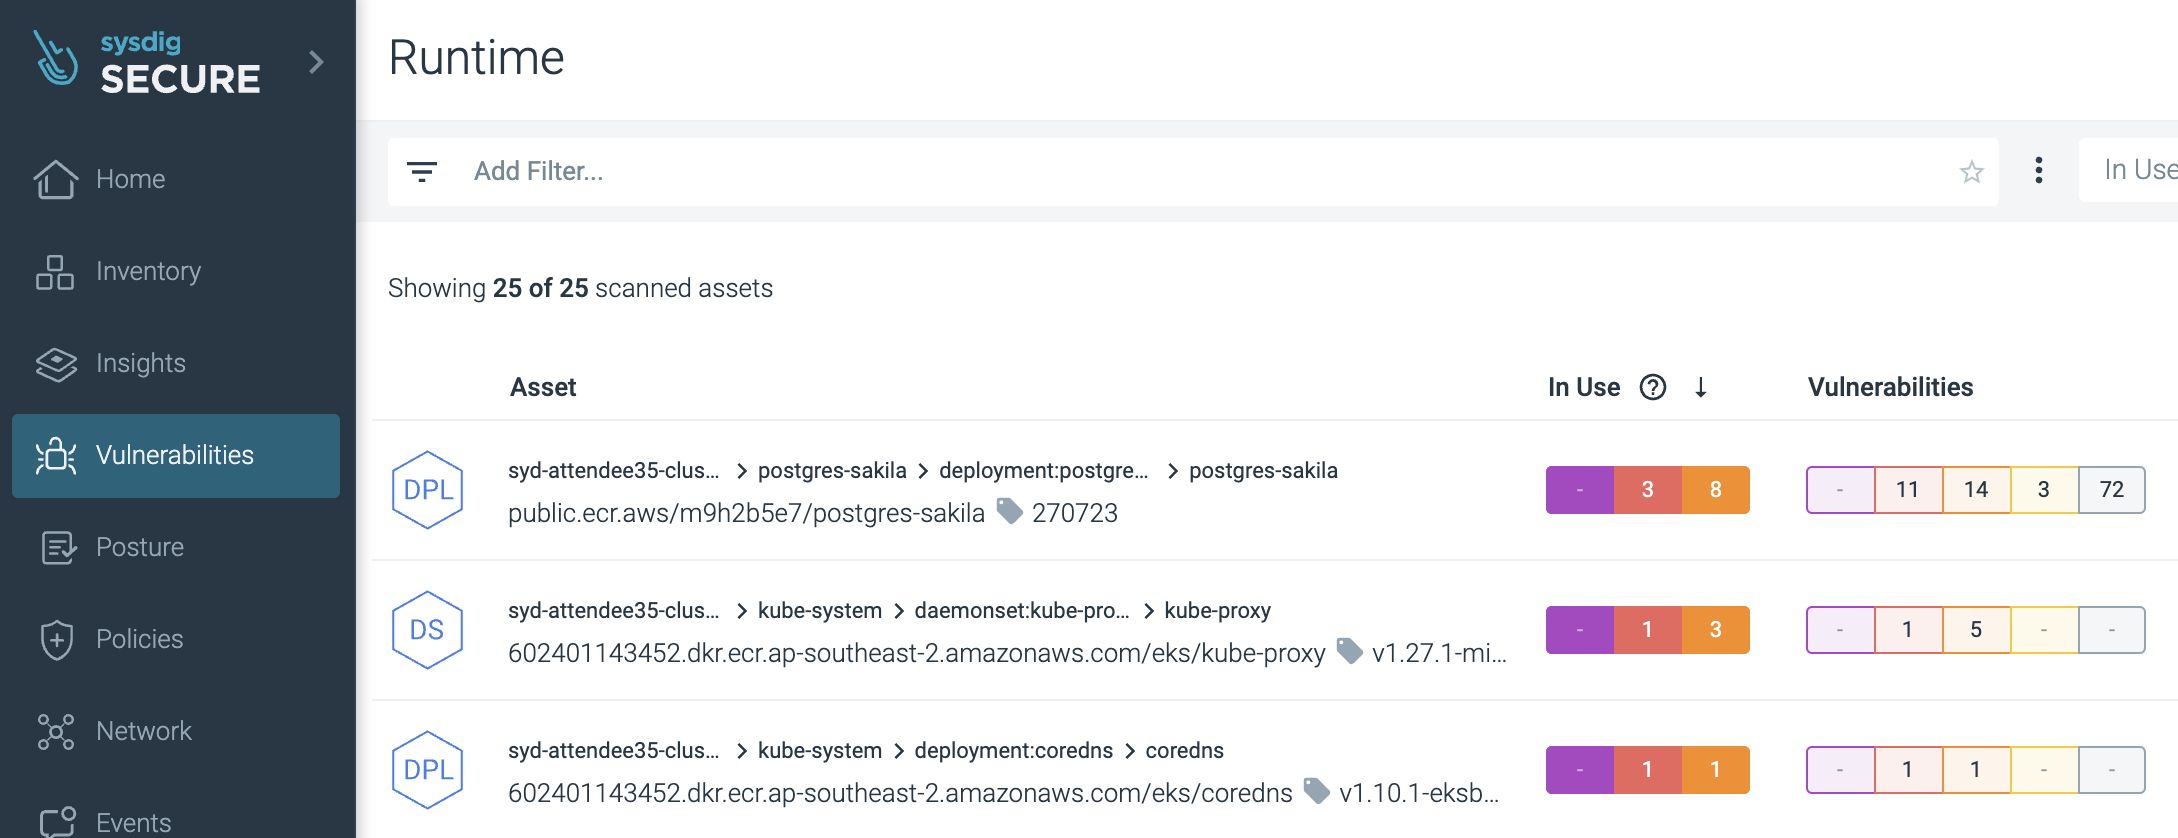 sysdig
SECURE
Home
Inventory
Insights
Vulnerabilities
Posture
Policies
Network
Events
Runtime
Add Filter...
In Use
Showing 25 of 25 scanned assets
Asset In Use ? ↓ Vulnerabilities
DPL
syd-attendee35-clus... > postgres-sakila > deployment:postgre... > postgres-sakila
public.ecr.aws/m9h2b5e7/postgres-sakila 270723
- 3 8
- 11 14 3 72
DS
syd-attendee35-clus... > kube-system > daemonset:kube-pro... > kube-proxy
602401143452.dkr.ecr.ap-southeast-2.amazonaws.com/eks/kube-proxy v1.27.1-mi...
- 1 3
- 1 5 - -
DPL
syd-attendee35-clus... > kube-system > deployment:coredns > coredns
602401143452.dkr.ecr.ap-southeast-2.amazonaws.com/eks/coredns v1.10.1-eksb...
- 1 1
- 1 1 - -